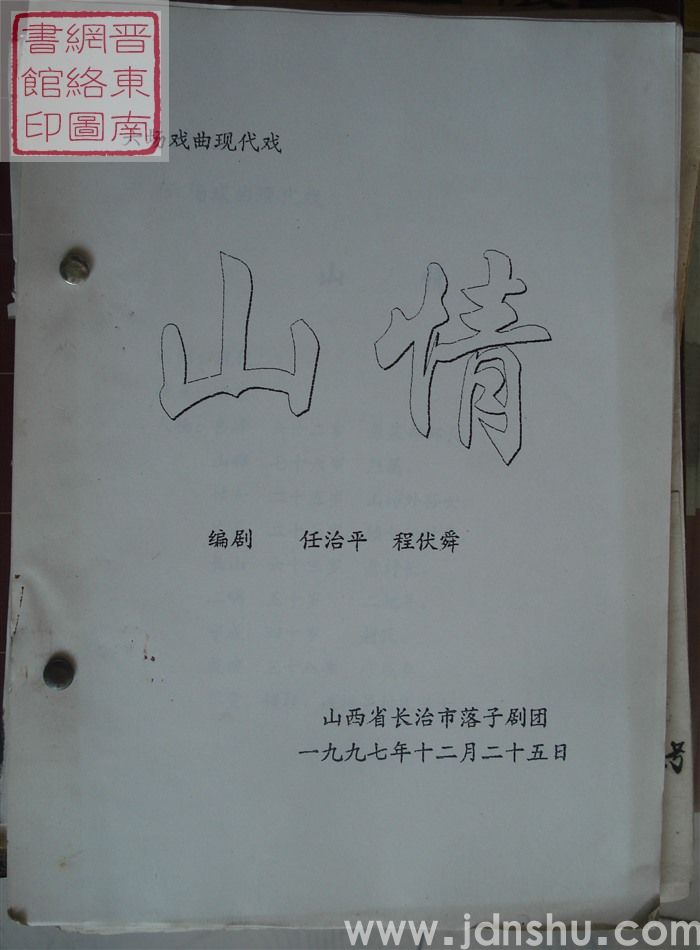 晋東南
網絡圖
書館印
场戏曲现代戏
山情
编剧 任治平 程伏舜
山西省长治市落子剧团
一九九七年十二月二十五日
号
www.jdnshu.com